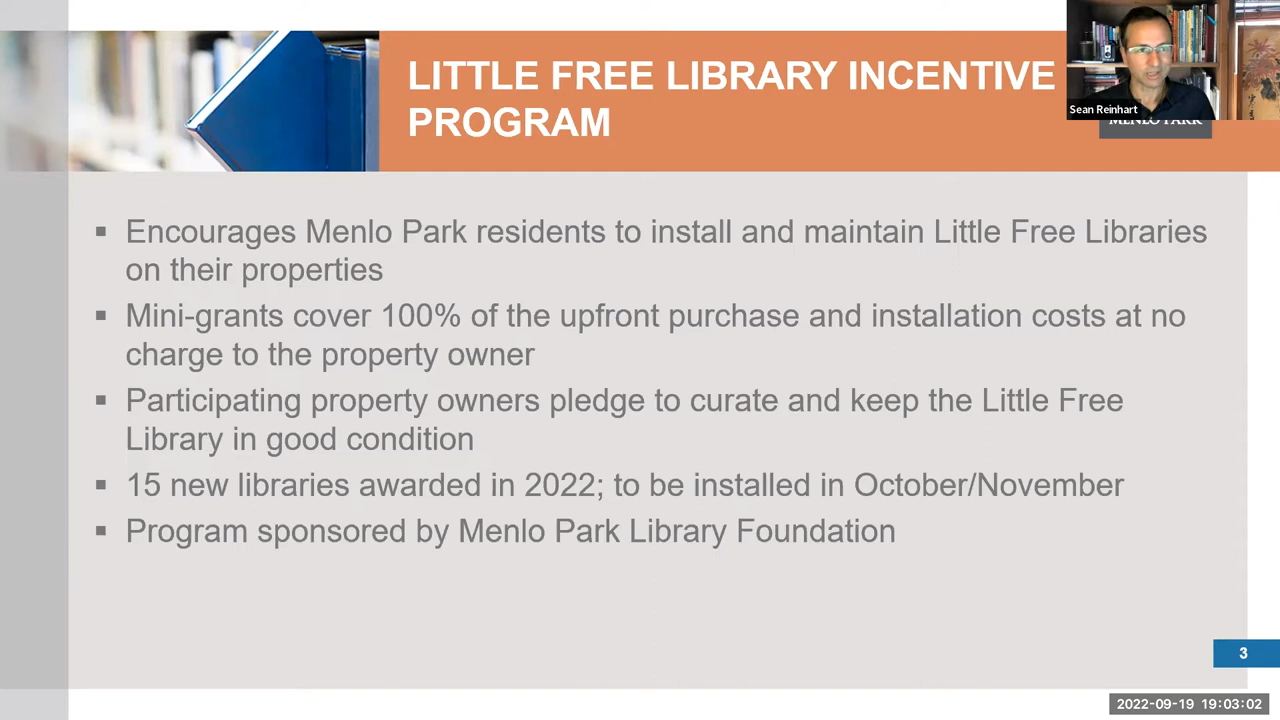 LITTLE FREE LIBRARY INCENTIVE
PROGRAM
Sean Reinhart
MENLO PARK
▪ Encourages Menlo Park residents to install and maintain Little Free Libraries
on their properties
▪ Mini-grants cover 100% of the upfront purchase and installation costs at no
charge to the property owner
▪ Participating property owners pledge to curate and keep the Little Free
Library in good condition
▪ 15 new libraries awarded in 2022; to be installed in October/November
▪ Program sponsored by Menlo Park Library Foundation
3
2022-09-19 19:03:02